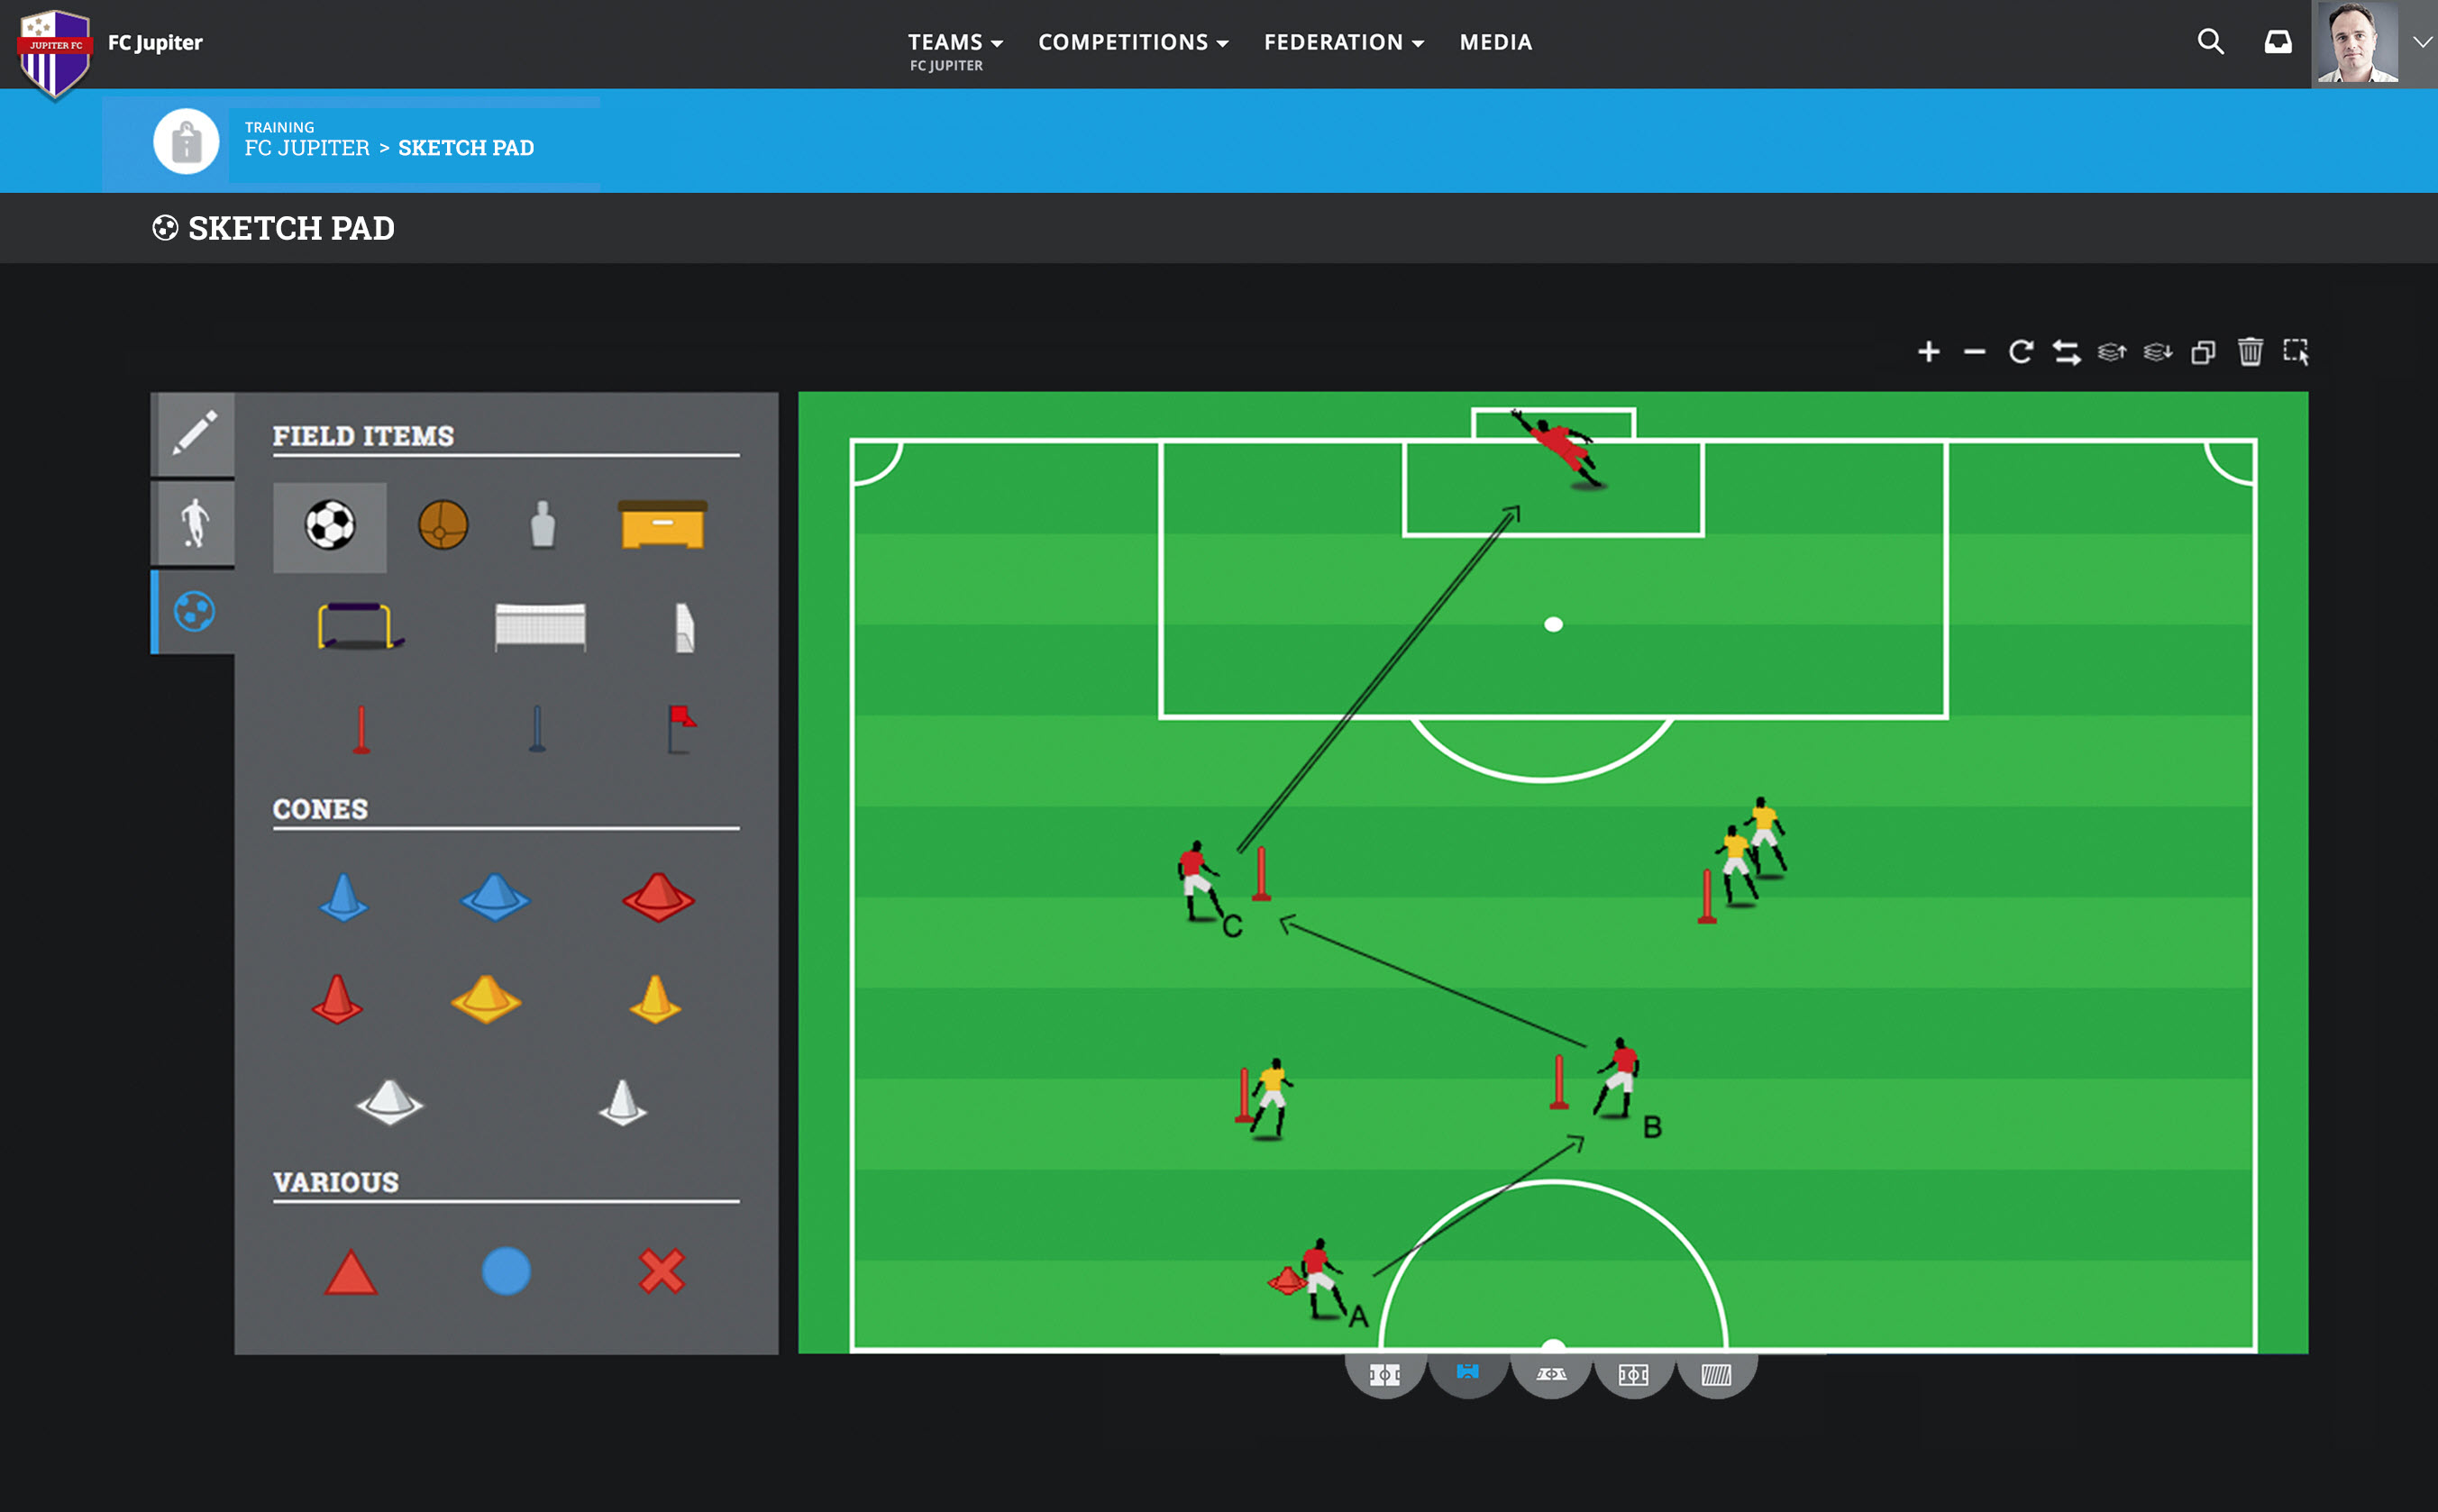 JUPITER FC
FC Jupiter
TEAMS
FC JUPITER
COMPETITIONS
FEDERATION
MEDIA
TRAINING
FC JUPITER > SKETCH PAD
SKETCH PAD
FIELD ITEMS
CONES
VARIOUS
C
B
A